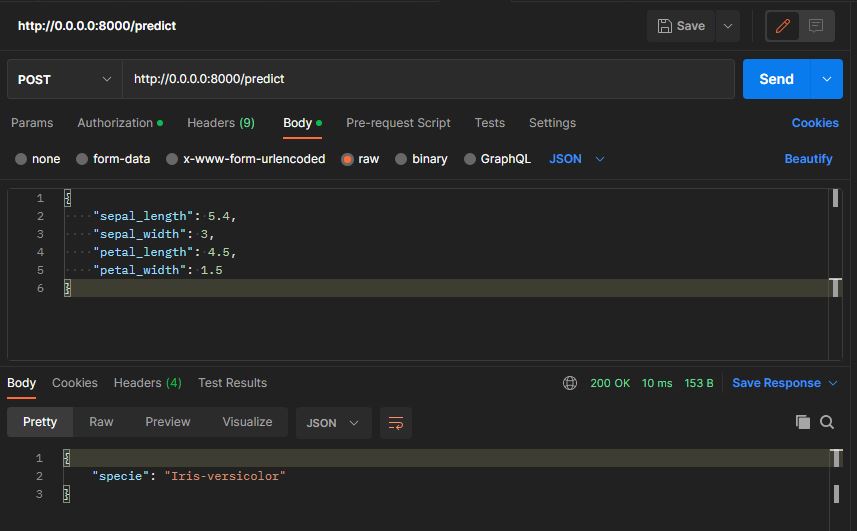 http://0.0.0.0:8000/predict
Save
POST http://0.0.0.0:8000/predict Send
Params Authorization Headers (9) Body Pre-request Script Tests Settings Cookies
none form-data x-www-form-urlencoded raw binary GraphQL JSON Beautify
1 {
2 "sepal_length": 5.4,
3 "sepal_width": 3,
4 "petal_length": 4.5,
5 "petal_width": 1.5
6 }
Body Cookies Headers (4) Test Results 200 OK 10 ms 153 B Save Response
Pretty Raw Preview Visualize JSON
1 {
2 "specie": "Iris-versicolor"
3 }